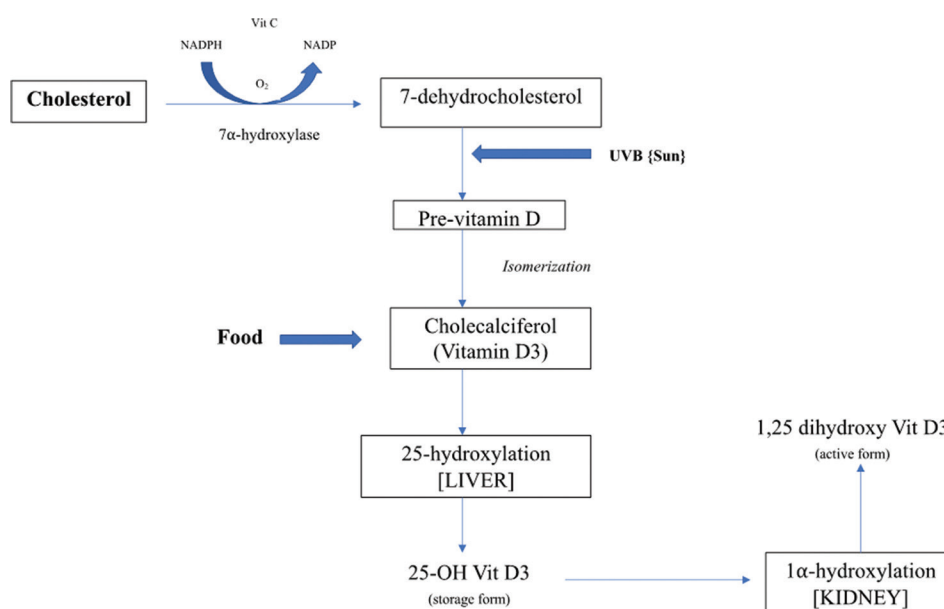 Vit C
NADPH
NADP
O₂
Cholesterol
7α-hydroxylase
7-dehydrocholesterol
UVB {Sun}
Pre-vitamin D
Isomerization
Food
Cholecalciferol
(Vitamin D3)
25-hydroxylation
[LIVER]
25-OH Vit D3
(storage form)
1α-hydroxylation
[KIDNEY]
1,25 dihydroxy Vit D3
(active form)